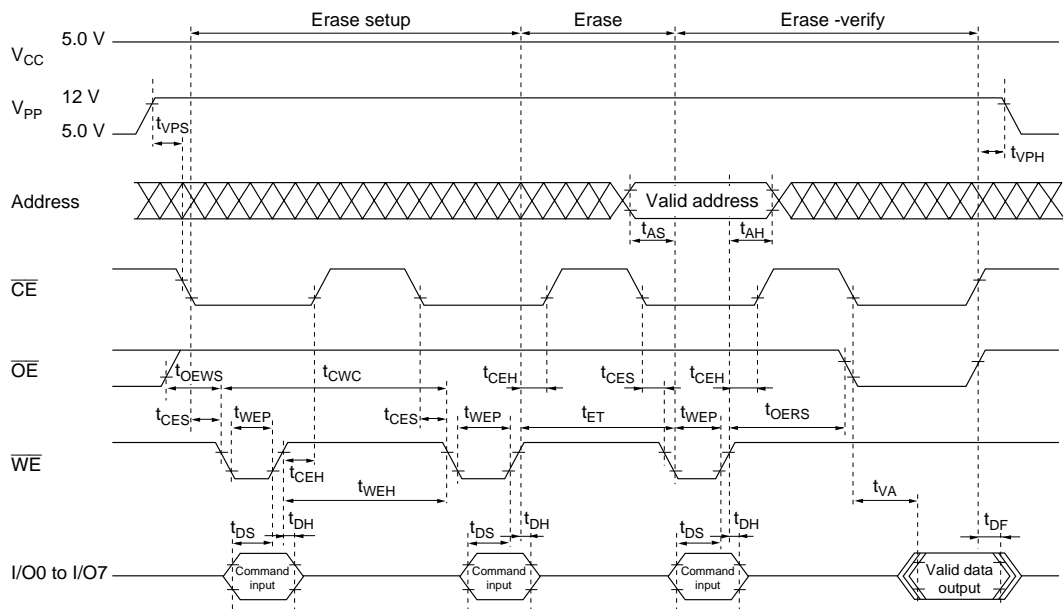 Erase setup Erase Erase -verify
VCC 5.0 V
VPP 12 V
5.0 V
tVPS tVPH
Address Valid address
tAS tAH
CE
OE
tOEWS tCWC tCEH tCES tCEH
tCES tWEP tCES tWEP tET tWEP tOERS
WE
tCEH
tWEH tVA
tDS tDH tDS tDH tDS tDH tDF
I/O0 to I/O7 Command input Command input Command input Valid data output